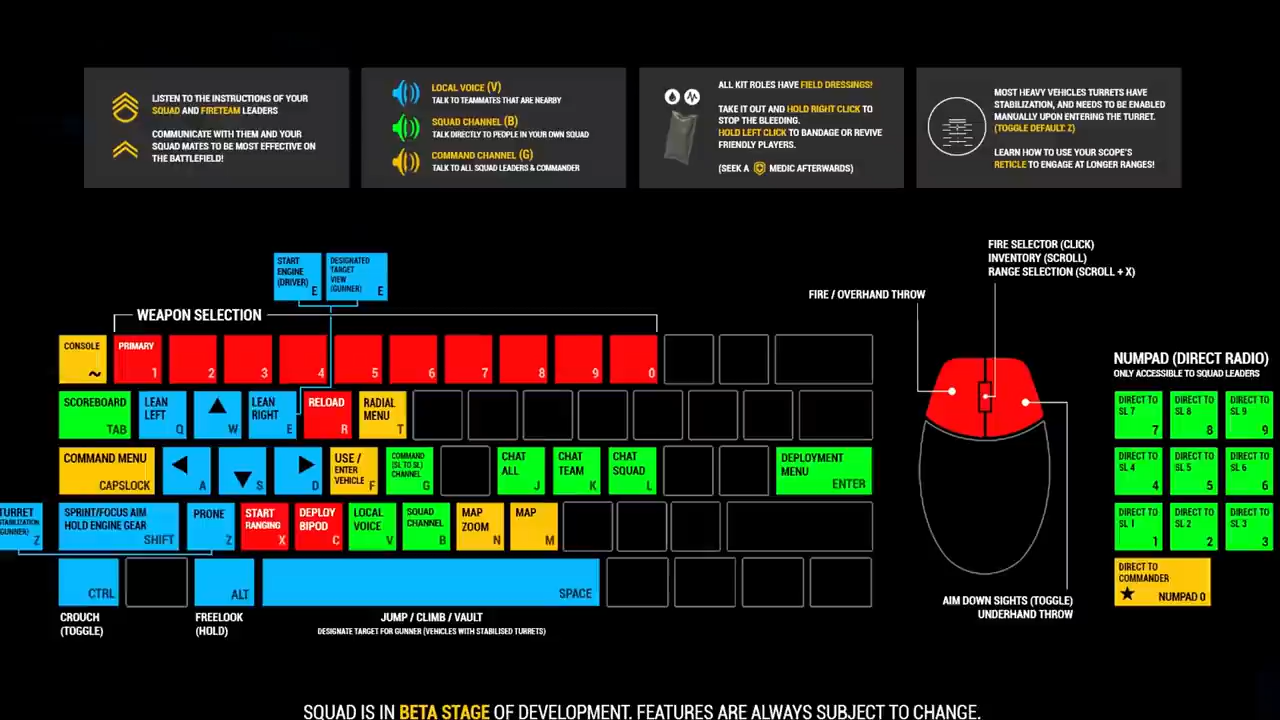 LISTEN TO THE INSTRUCTIONS OF YOUR
SQUAD AND FIRETEAM LEADERS
COMMUNICATE WITH THEM AND YOUR
SQUAD MATES TO BE MOST EFFECTIVE ON
THE BATTLEFIELD!
LOCAL VOICE (V)
TALK TO TEAMMATES THAT ARE NEARBY
SQUAD CHANNEL (B)
TALK DIRECTLY TO PEOPLE IN YOUR OWN SQUAD
COMMAND CHANNEL (G)
TALK TO ALL SQUAD LEADERS & COMMANDER
ALL KIT ROLES HAVE FIELD DRESSINGS!
TAKE IT OUT AND HOLD RIGHT CLICK TO
STOP THE BLEEDING.
HOLD LEFT CLICK TO BANDAGE OR REVIVE
FRIENDLY PLAYERS.
(SEEK A MEDIC AFTERWARDS)
MOST HEAVY VEHICLES TURRETS HAVE
STABILIZATION, AND NEEDS TO BE ENABLED
MANUALLY UPON ENTERING THE TURRET.
(TOGGLE DEFAULT: Z)
LEARN HOW TO USE YOUR SCOPE'S
RETICLE TO ENGAGE AT LONGER RANGES!
START
ENGINE
(DRIVER) E
DESIGNATED
TARGET
VIEW
(GUNNER) E
WEAPON SELECTION
CONSOLE ~
PRIMARY 1
2
3
4
5
6
7
8
9
0
SCOREBOARD
TAB
LEAN
LEFT
Q
W
LEAN
RIGHT
E
RELOAD
R
RADIAL
MENU
T
COMMAND MENU
CAPSLOCK
A
S
D
USE /
ENTER
VEHICLE F
COMMAND
(SL TO SL)
CHANNEL
G
CHAT
ALL
J
CHAT
TEAM
K
CHAT
SQUAD
L
DEPLOYMENT
MENU
ENTER
TURRET
STABILIZATION
(GUNNER) Z
SPRINT/FOCUS AIM
HOLD ENGINE GEAR
SHIFT
PRONE
Z
START
RANGING
X
DEPLOY
BIPOD
C
LOCAL
VOICE
V
SQUAD
CHANNEL
B
MAP
ZOOM
N
MAP
M
CTRL
ALT
SPACE
CROUCH
(TOGGLE)
FREELOOK
(HOLD)
JUMP / CLIMB / VAULT
DESIGNATE TARGET FOR GUNNER (VEHICLES WITH STABILISED TURRETS)
FIRE SELECTOR (CLICK)
INVENTORY (SCROLL)
RANGE SELECTION (SCROLL + X)
FIRE / OVERHAND THROW
AIM DOWN SIGHTS (TOGGLE)
UNDERHAND THROW
NUMPAD (DIRECT RADIO)
ONLY ACCESSIBLE TO SQUAD LEADERS
DIRECT TO
SL 7
7
DIRECT TO
SL 8
8
DIRECT TO
SL 9
9
DIRECT TO
SL 4
4
DIRECT TO
SL 5
5
DIRECT TO
SL 6
6
DIRECT TO
SL 1
1
DIRECT TO
SL 2
2
DIRECT TO
SL 3
3
DIRECT TO
COMMANDER
★ NUMPAD 0
SQUAD IS IN BETA STAGE OF DEVELOPMENT. FEATURES ARE ALWAYS SUBJECT TO CHANGE.